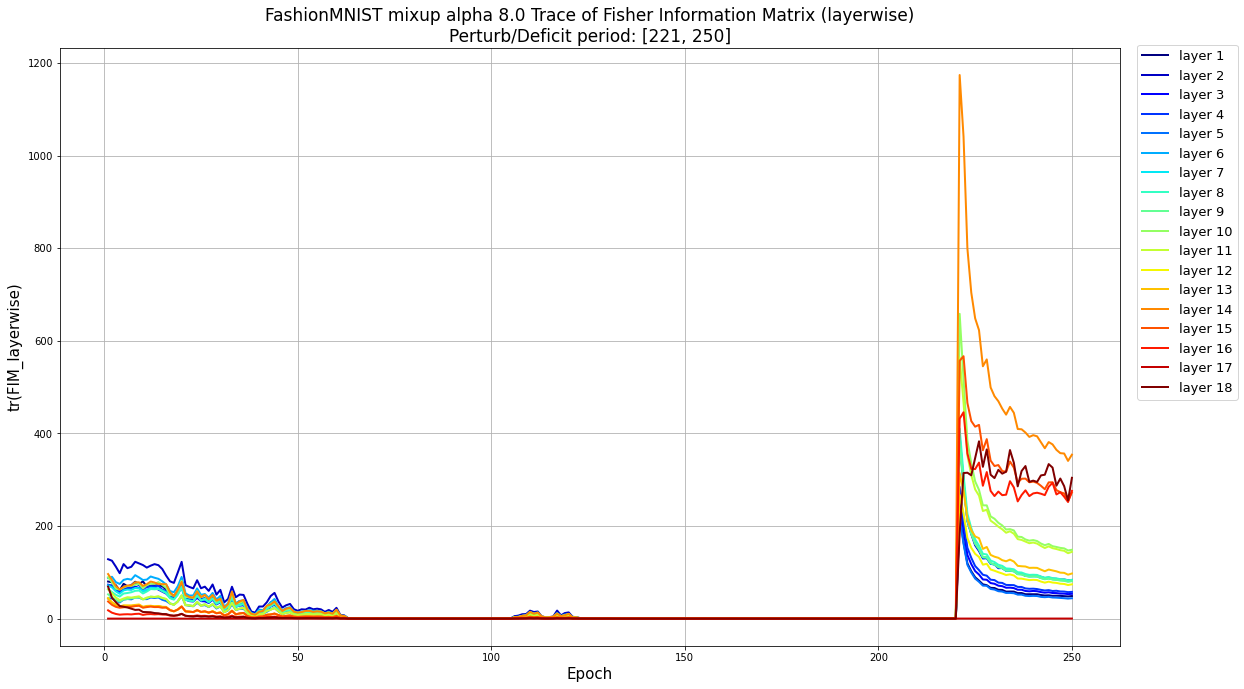 FashionMNIST mixup alpha 8.0 Trace of Fisher Information Matrix (layerwise)
Perturb/Deficit period: [221, 250]
tr(FIM_layerwise)
1200
1000
800
600
400
200
0
0
50
100
150
200
250
Epoch
layer 1
layer 2
layer 3
layer 4
layer 5
layer 6
layer 7
layer 8
layer 9
layer 10
layer 11
layer 12
layer 13
layer 14
layer 15
layer 16
layer 17
layer 18